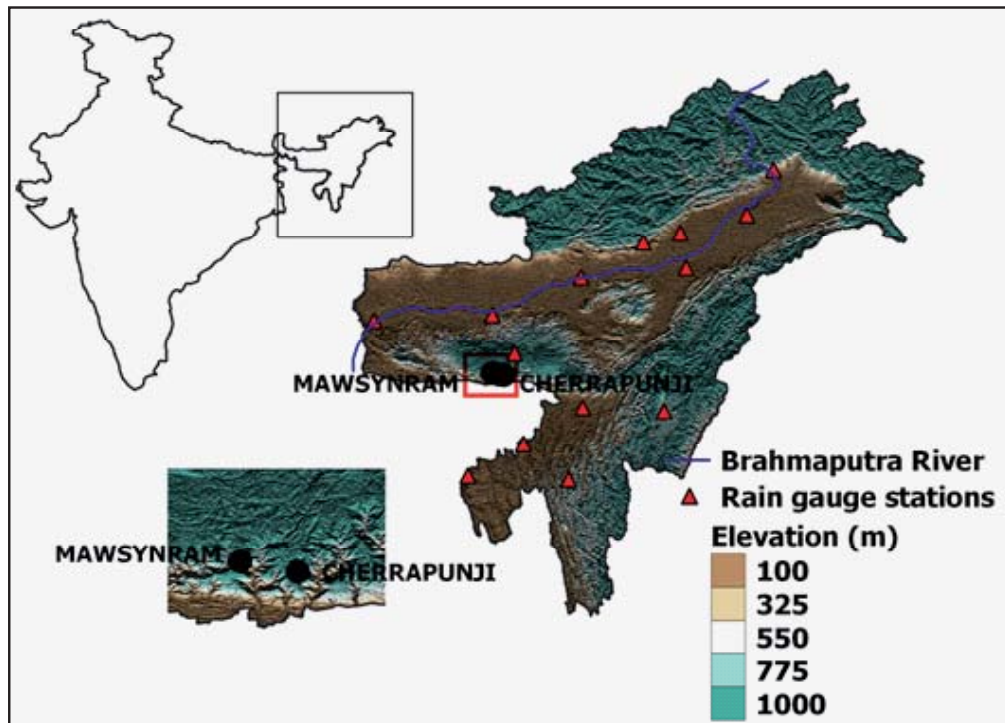 MAWSYNRAM CHERRAPUNJI
Brahmaputra River
Rain gauge stations
Elevation (m)
100
325
550
775
1000
MAWSYNRAM
CHERRAPUNJI